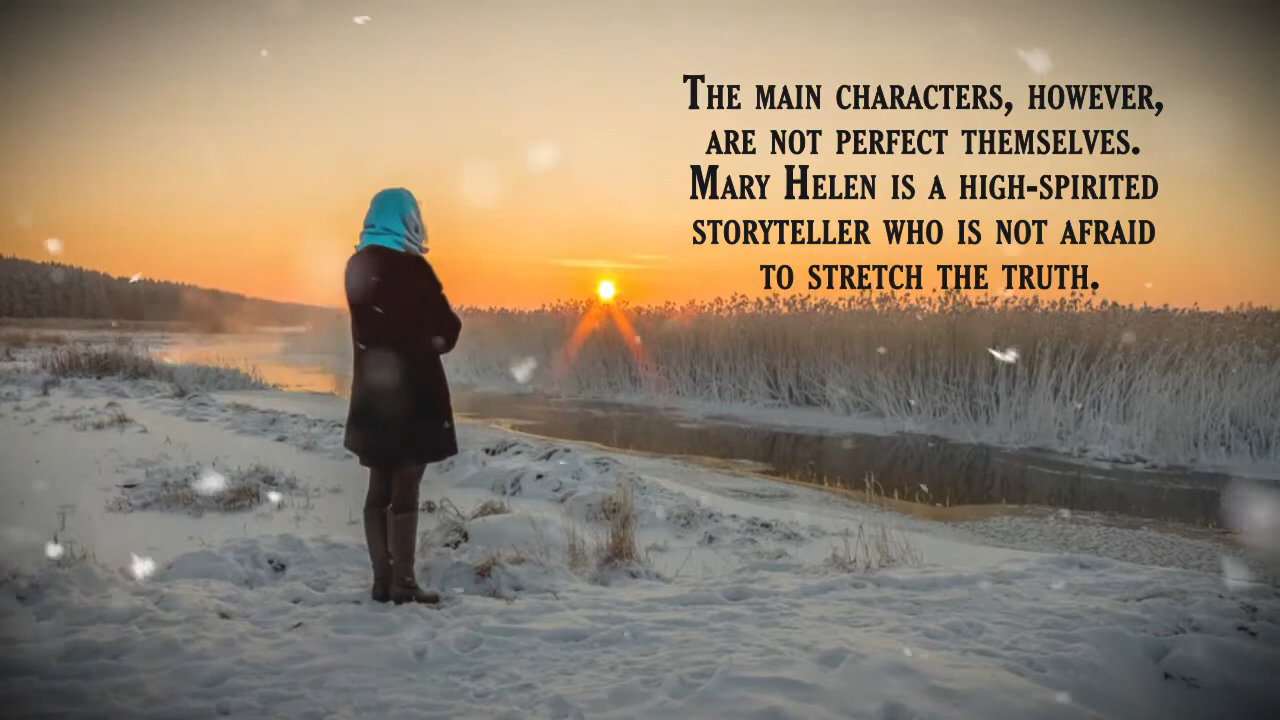 The main characters, however,
are not perfect themselves.
Mary Helen is a high-spirited
storyteller who is not afraid
to stretch the truth.